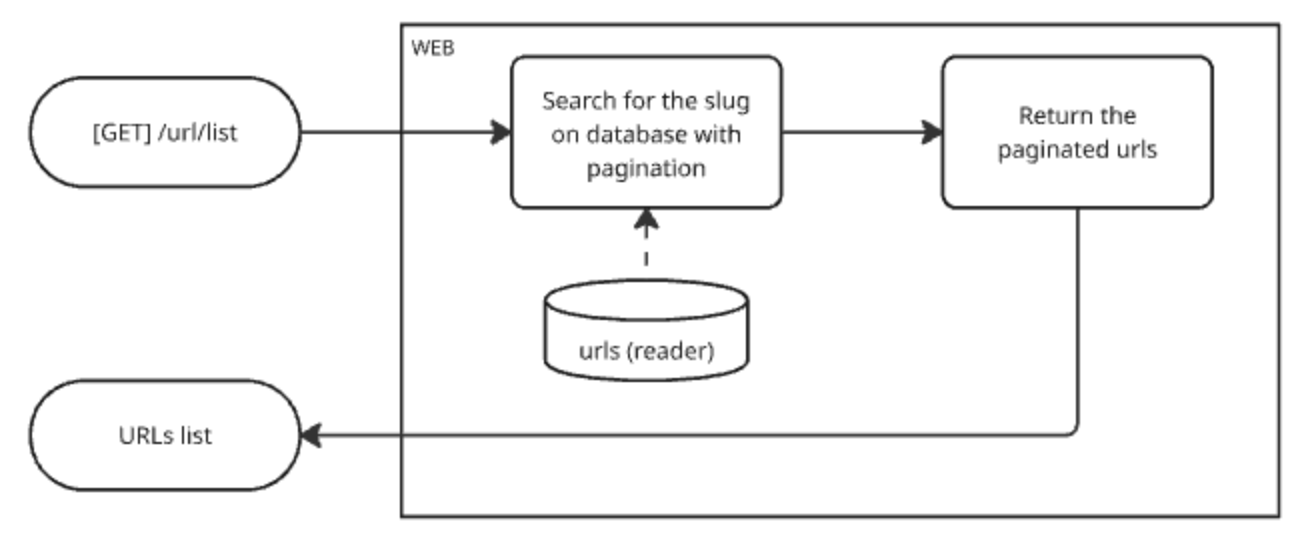 WEB
[GET] /url/list
Search for the slug
on database with
pagination
Return the
paginated urls
urls (reader)
URLs list